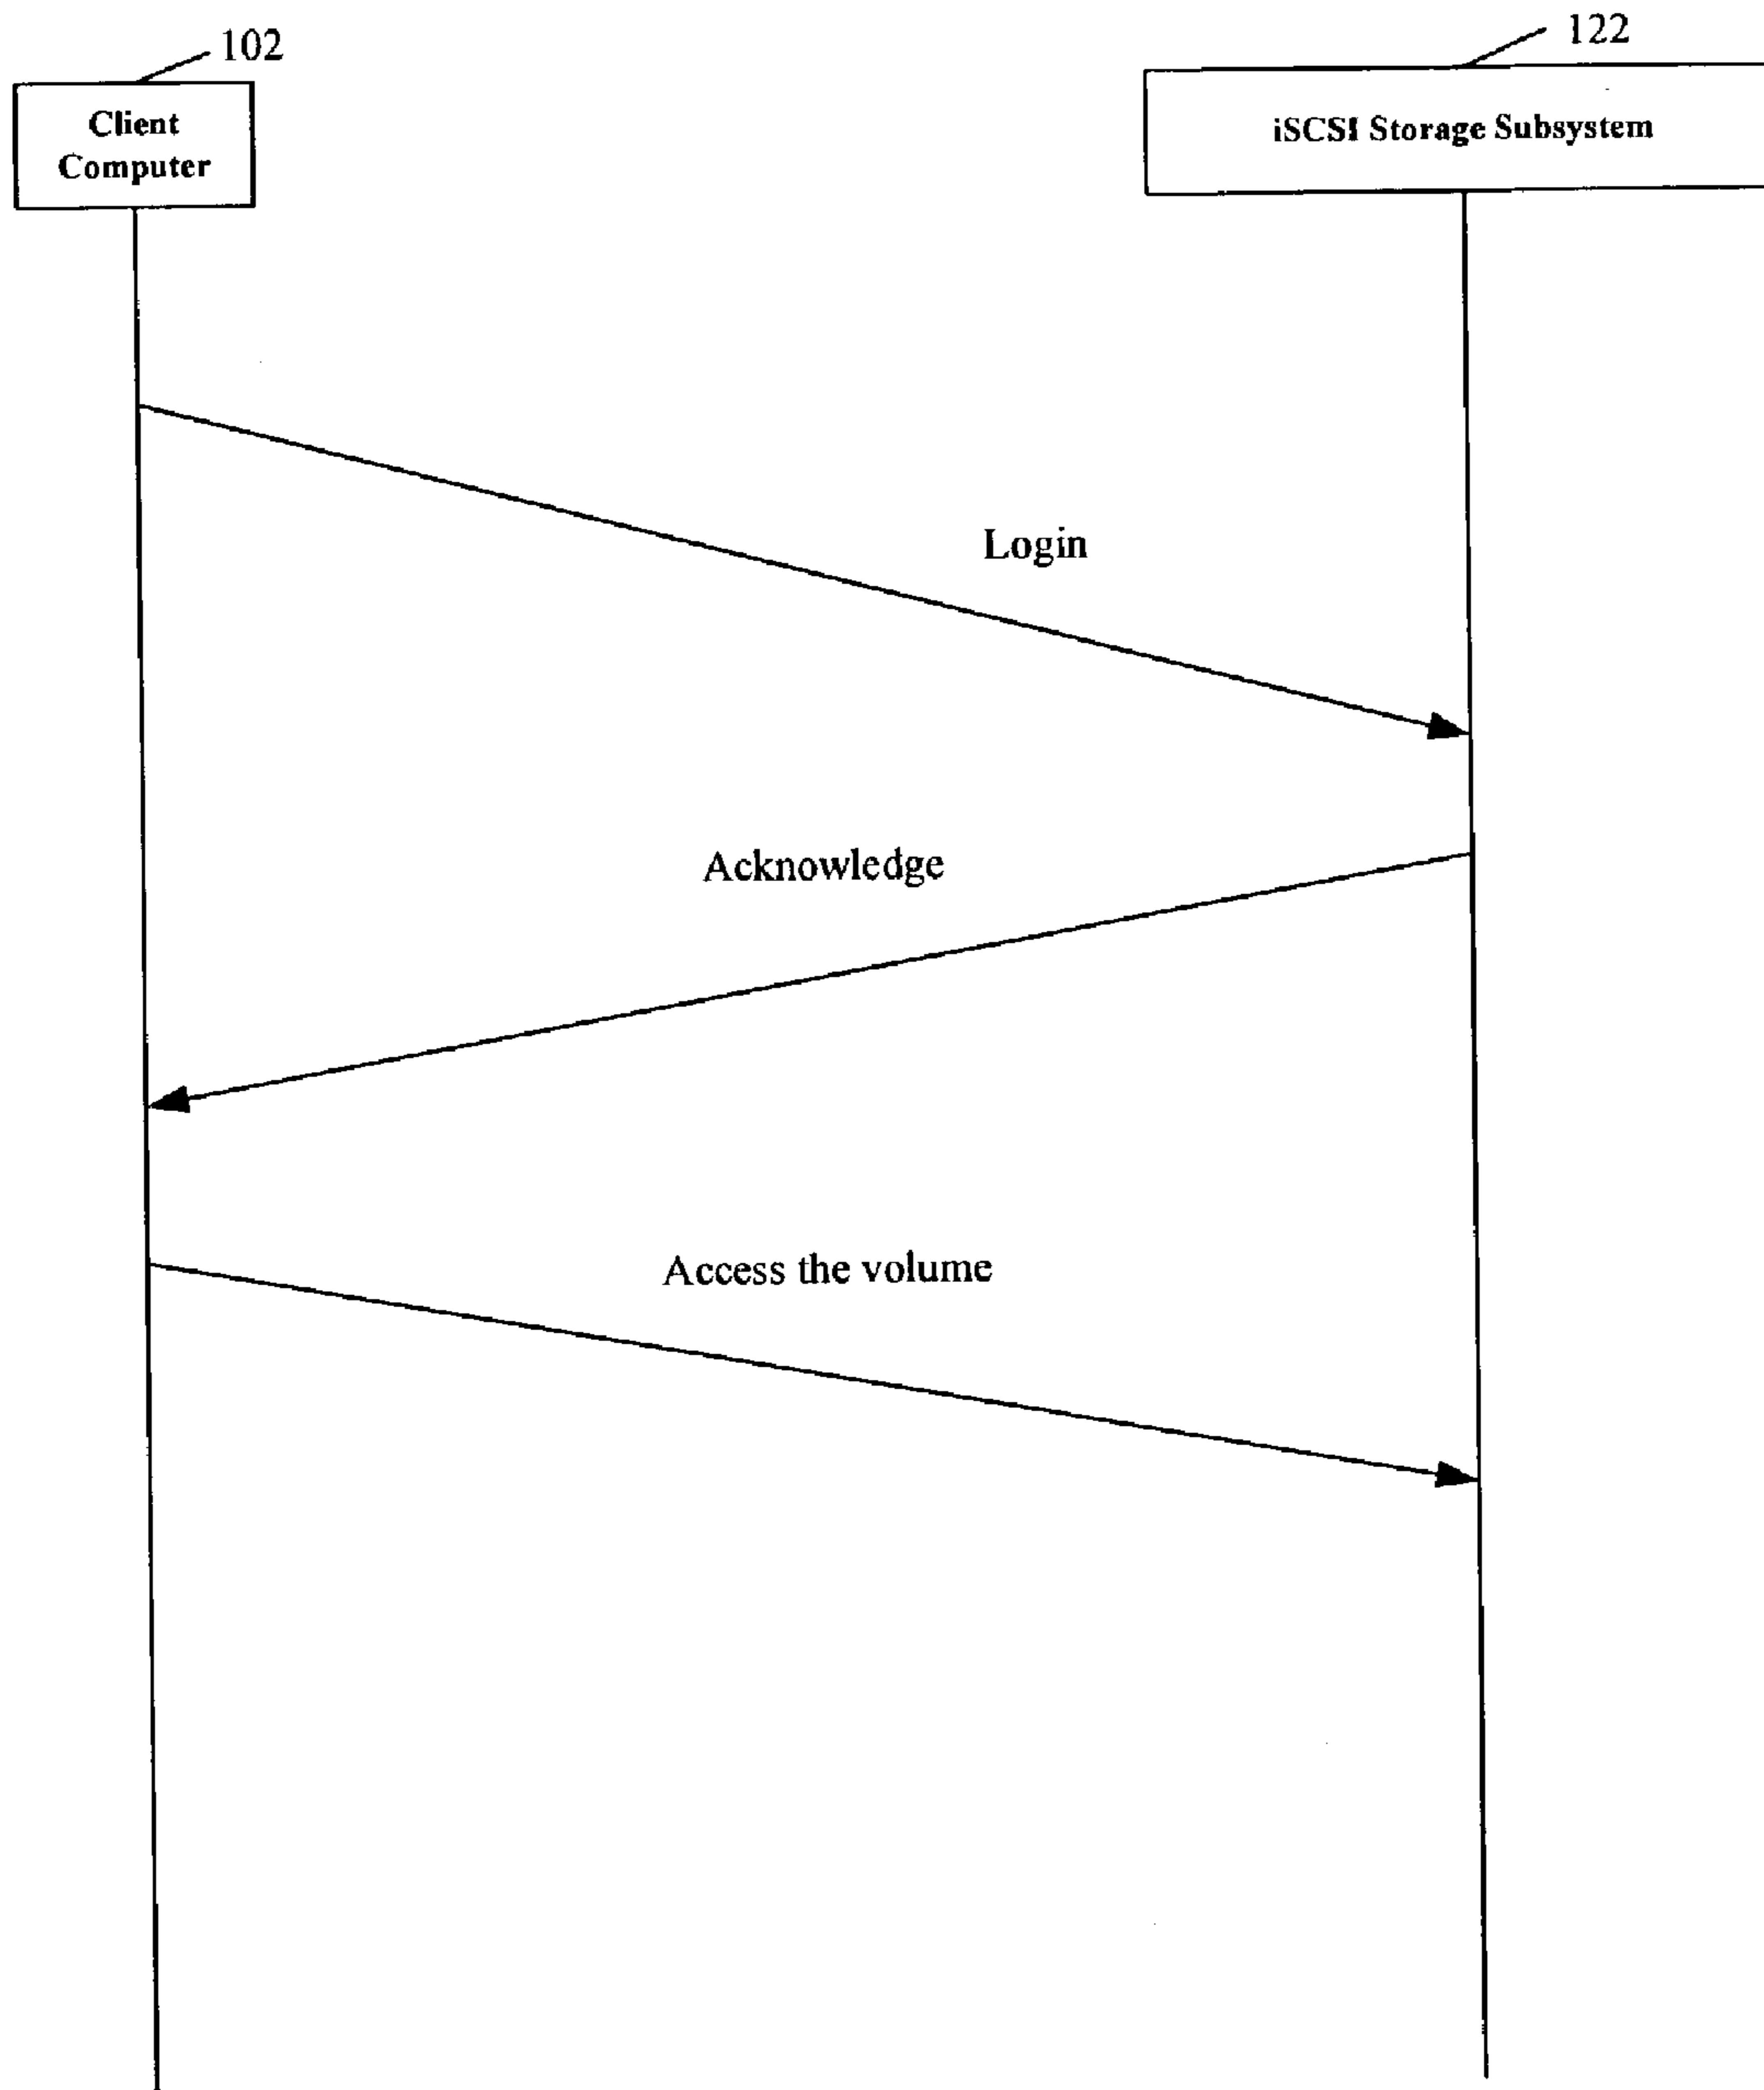 102
122
Client
Computer
iSCSI Storage Subsystem
Login
Acknowledge
Access the volume